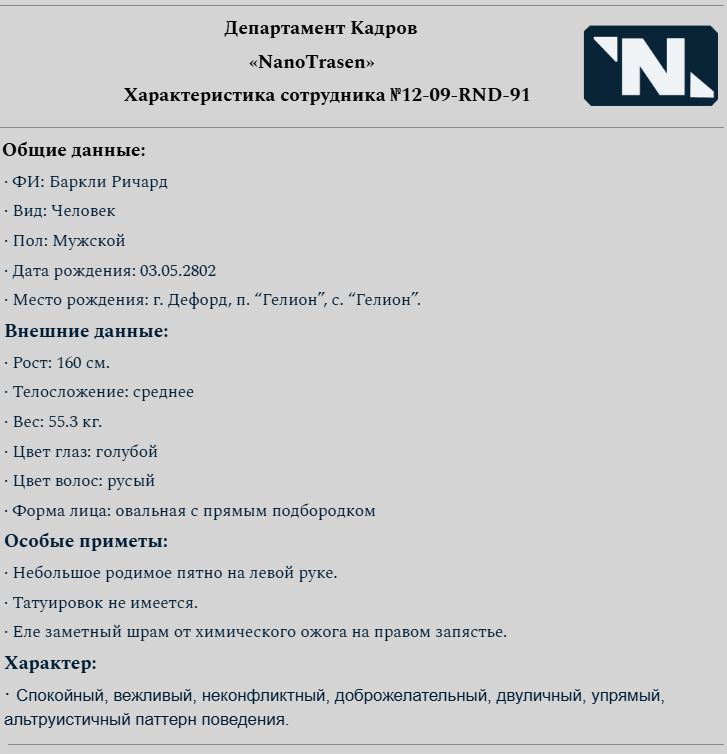 Департамент Кадров
«NanoTrasen»
Характеристика сотрудника №12-09-RND-91
N
Общие данные:
· ФИ: Баркли Ричард
· Вид: Человек
· Пол: Мужской
· Дата рождения: 03.05.2802
· Место рождения: г. Дефорд, п. “Гелион”, с. “Гелион”.
Внешние данные:
· Рост: 160 см.
· Телосложение: среднее
· Вес: 55.3 кг.
· Цвет глаз: голубой
· Цвет волос: русый
· Форма лица: овальная с прямым подбородком
Особые приметы:
· Небольшое родимое пятно на левой руке.
· Татуировок не имеется.
· Еле заметный шрам от химического ожога на правом запястье.
Характер:
· Спокойный, вежливый, неконфликтный, доброжелательный, двуличный, упрямый,
альтруистичный паттерн поведения.